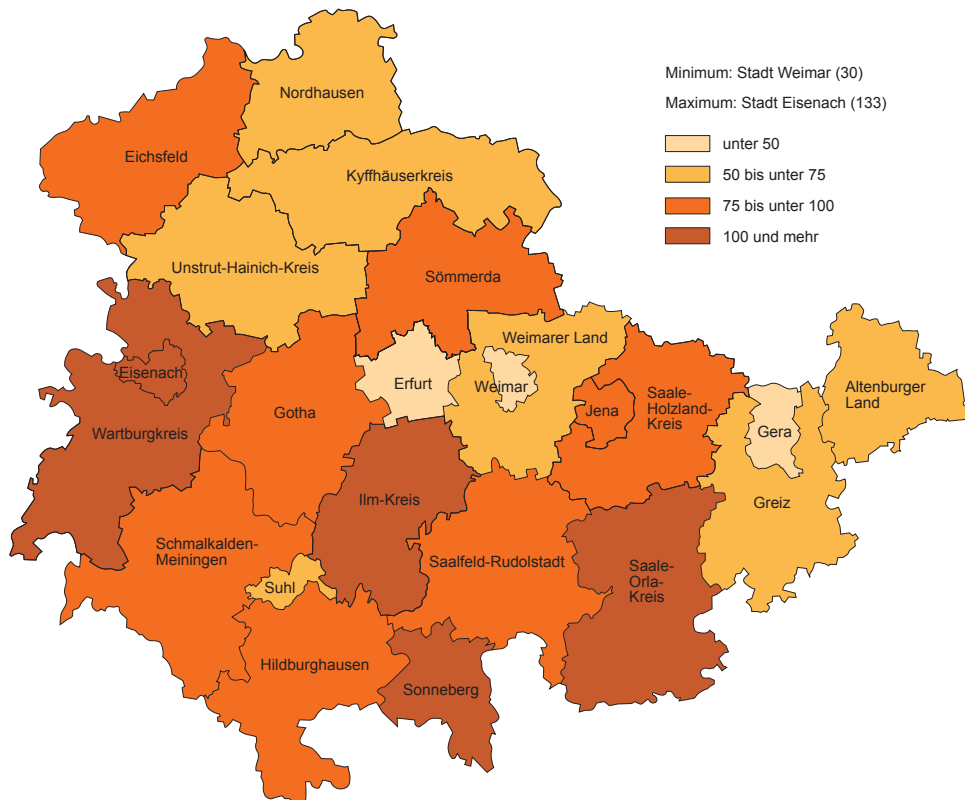 Minimum: Stadt Weimar (30)
Maximum: Stadt Eisenach (133)
unter 50
50 bis unter 75
75 bis unter 100
100 und mehr
Nordhausen
Eichsfeld
Kyffhäuserkreis
Unstrut-Hainich-Kreis
Sömmerda
Weimarer Land
Eisenach
Erfurt
Weimar
Gotha
Jena
Saale-
Holzland-
Kreis
Altenburger
Land
Wartburgkreis
Gera
Ilm-Kreis
Greiz
Schmalkalden-
Meiningen
Saalfeld-Rudolstadt
Saale-
Orla-
Kreis
Suhl
Hildburghausen
Sonneberg